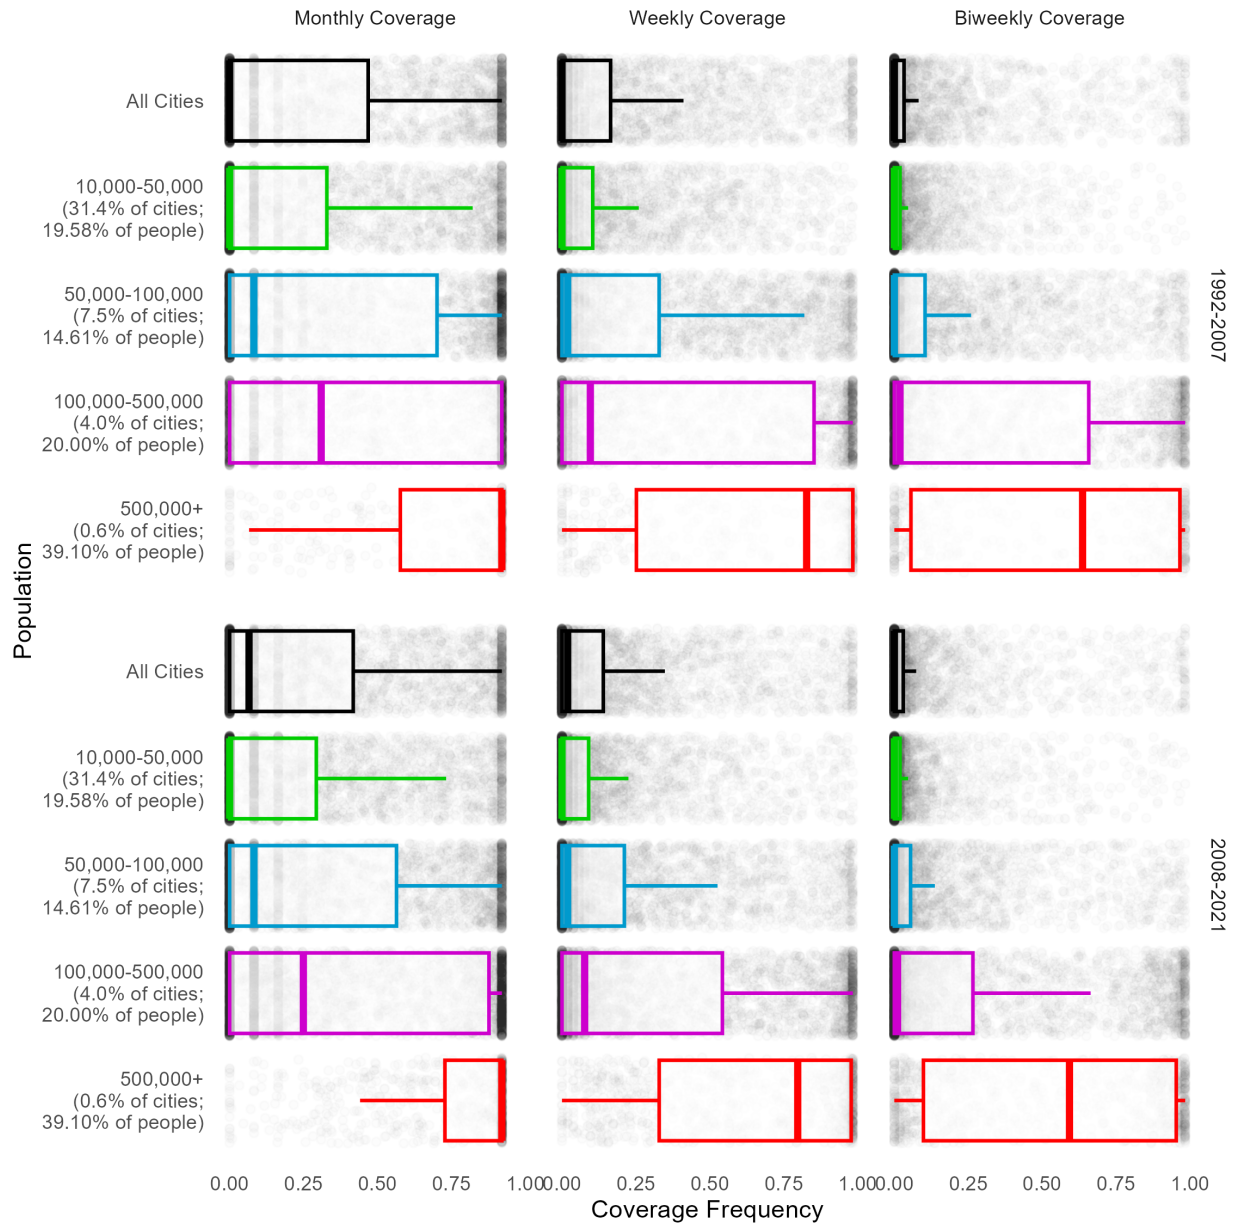 Monthly Coverage
Weekly Coverage
Biweekly Coverage
All Cities
10,000-50,000
(31.4% of cities;
19.58% of people)
50,000-100,000
(7.5% of cities;
14.61% of people)
100,000-500,000
(4.0% of cities;
20.00% of people)
500,000+
(0.6% of cities;
39.10% of people)
1992-2007
Population
All Cities
10,000-50,000
(31.4% of cities;
19.58% of people)
50,000-100,000
(7.5% of cities;
14.61% of people)
100,000-500,000
(4.0% of cities;
20.00% of people)
500,000+
(0.6% of cities;
39.10% of people)
2008-2021
0.00 0.25 0.50 0.75 1.00 0.00 0.25 0.50 0.75 1.00 0.00 0.25 0.50 0.75 1.00
Coverage Frequency